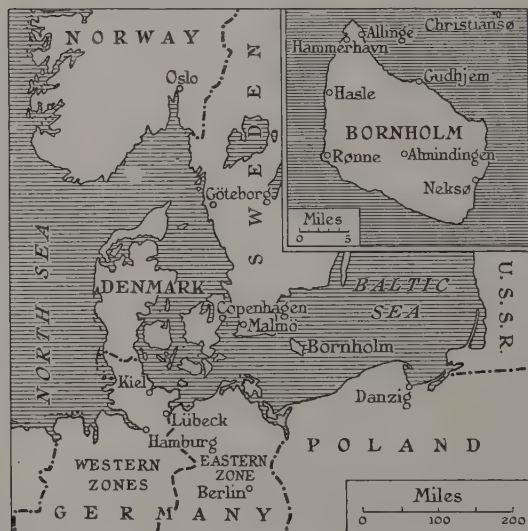 NORWAY
Oslo
SWEDEN
Göteborg
NORTH SEA
DENMARK
Copenhagen
Malmö
BALTIC
SEA
Bornholm
U.S.S.R.
Kiel
Lübeck
Hamburg
Danzig
WESTERN
ZONES
EASTERN
ZONE
Berlin
POLAND
GERMANY
Miles
0 100 200
Christiansø
Allinge
Hammerhavn
Gudhjem
Hasle
BORNHOLM
Rønne
Almindingen
Neksø
Miles
0 5